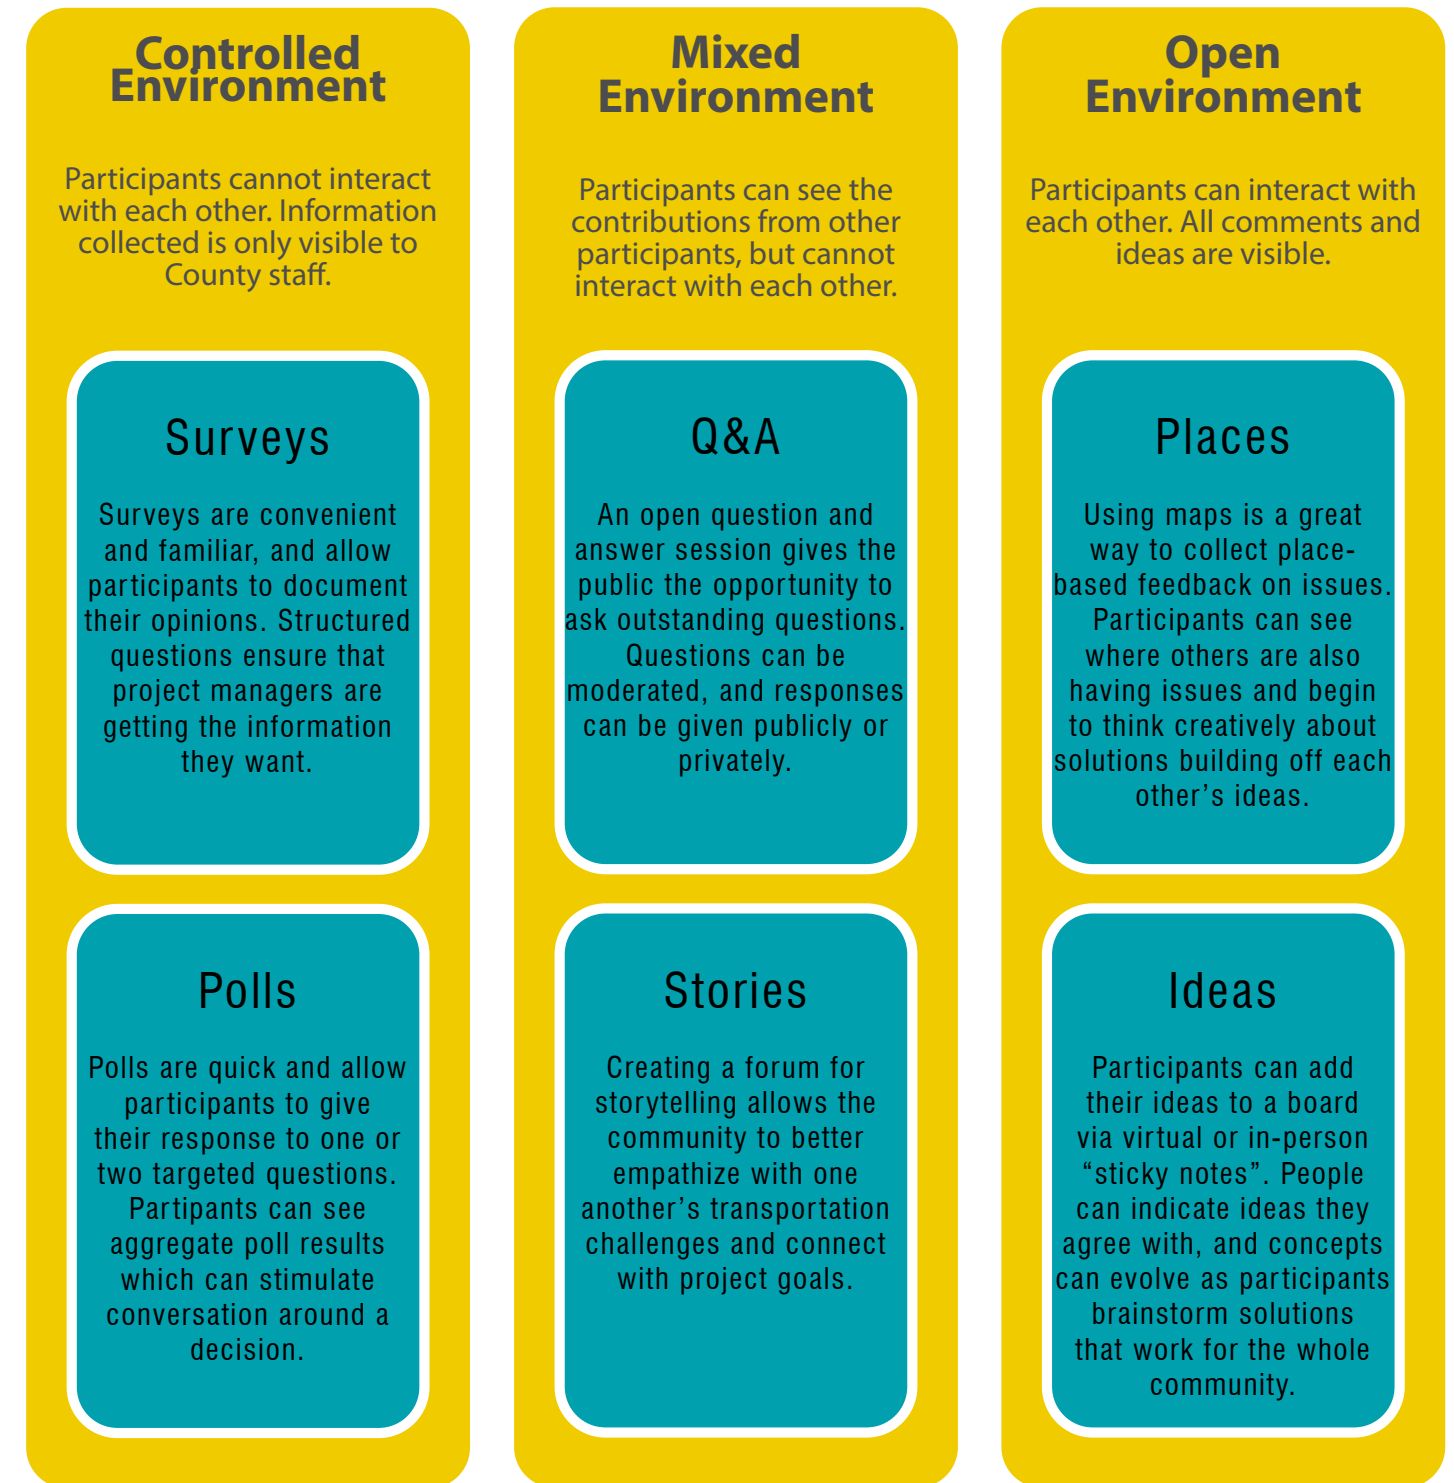 Controlled
Environment
Participants cannot interact
with each other. Information
collected is only visible to
County staff.
Surveys
Surveys are convenient
and familiar, and allow
participants to document
their opinions. Structured
questions ensure that
project managers are
getting the information
they want.
Polls
Polls are quick and allow
participants to give
their response to one or
two targeted questions.
Partipants can see
aggregate poll results
which can stimulate
conversation around a
decision.
Mixed
Environment
Participants can see the
contributions from other
participants, but cannot
interact with each other.
Q&A
An open question and
answer session gives the
public the opportunity to
ask outstanding questions.
Questions can be
moderated, and responses
can be given publicly or
privately.
Stories
Creating a forum for
storytelling allows the
community to better
empathize with one
another’s transportation
challenges and connect
with project goals.
Open
Environment
Participants can interact with
each other. All comments and
ideas are visible.
Places
Using maps is a great
way to collect place-
based feedback on issues.
Participants can see
where others are also
having issues and begin
to think creatively about
solutions building off each
other’s ideas.
Ideas
Participants can add
their ideas to a board
via virtual or in-person
“sticky notes”. People
can indicate ideas they
agree with, and concepts
can evolve as participants
brainstorm solutions
that work for the whole
community.